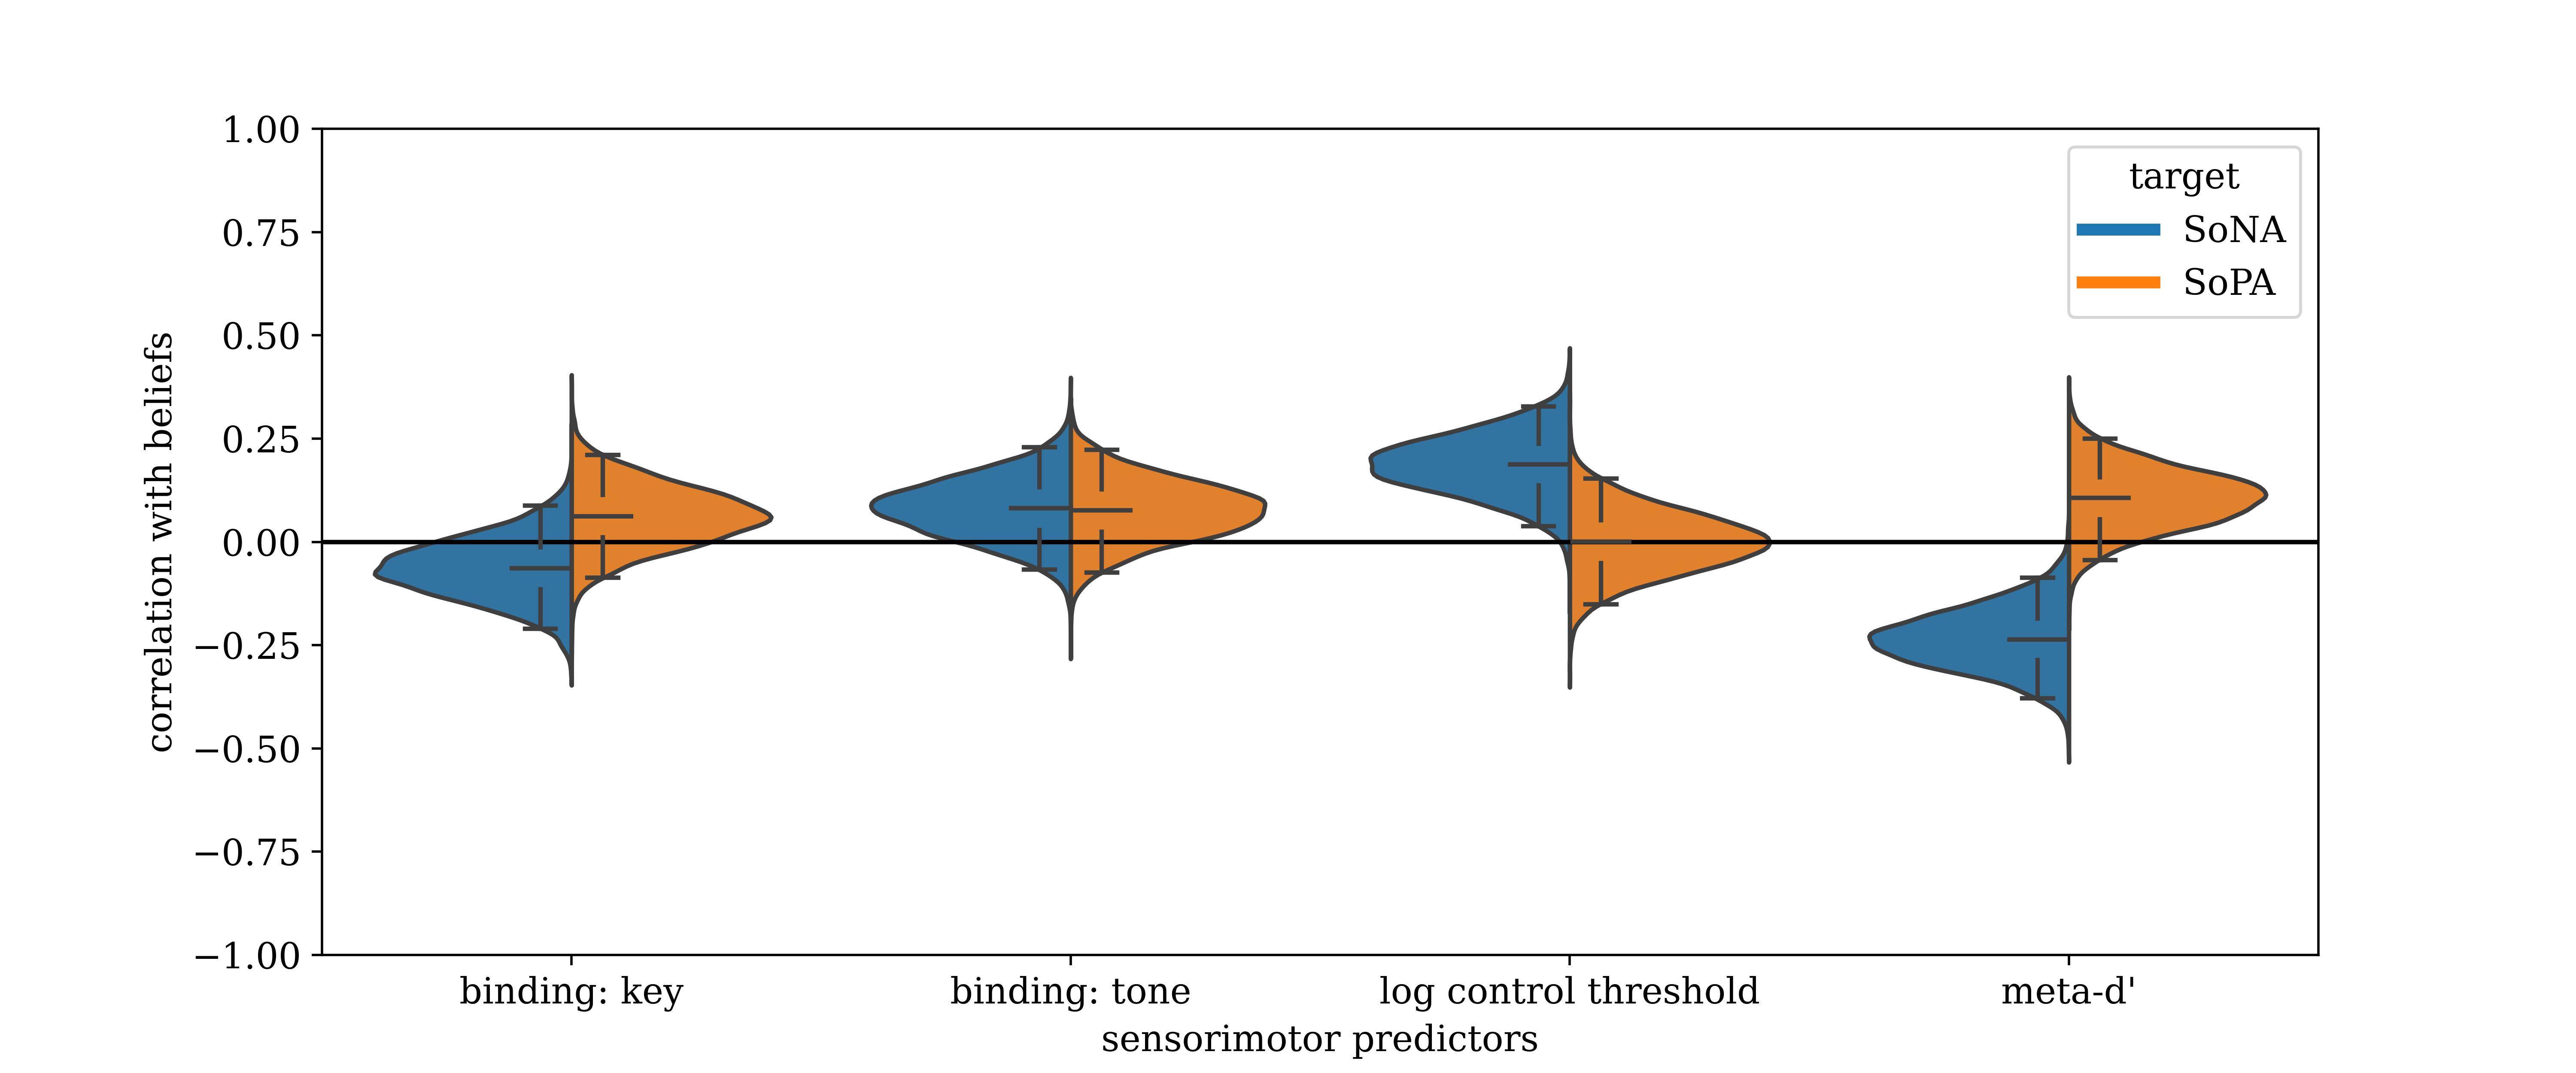 1.00
0.75
0.50
0.25
0.00
−0.25
−0.50
−0.75
−1.00
correlation with beliefs
target
SoNA
SoPA
binding: key
binding: tone
log control threshold
meta-d'
sensorimotor predictors